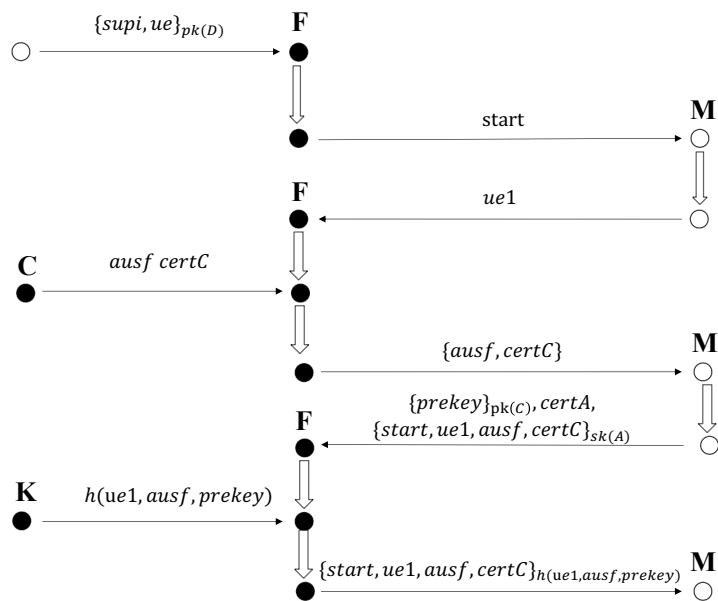 {supi, ue}pk(D)
F
start
M
F
ue1
C
ausf certC
{ausf, certC}
M
{prekey}pk(C), certA,
F
{start, ue1, ausf, certC}sk(A)
K
h(ue1, ausf, prekey)
{start, ue1, ausf, certC}h(ue1,ausf,prekey)
M